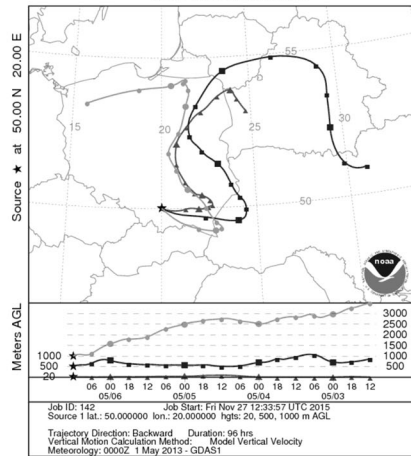 Source ★ at 50.000 N 20.00 E
55
15
20
25
30
50
noaa
Meters AGL
3000
2500
2000
1500
1000
500
1000
500
20
06 00 18 12 06 00 18 12 06 00 18 12 06 00 18 12
05/06 05/05 05/04 05/03
Job ID: 142 Job Start: Fri Nov 27 12:33:57 UTC 2015
Source 1 lat.: 50.000000 lon.: 20.000000 hgts: 20, 500, 1000 m AGL
Trajectory Direction: Backward Duration: 96 hrs
Vertical Motion Calculation Method: Model Vertical Velocity
Meteorology: 0000Z 1 May 2013 - GDAS1